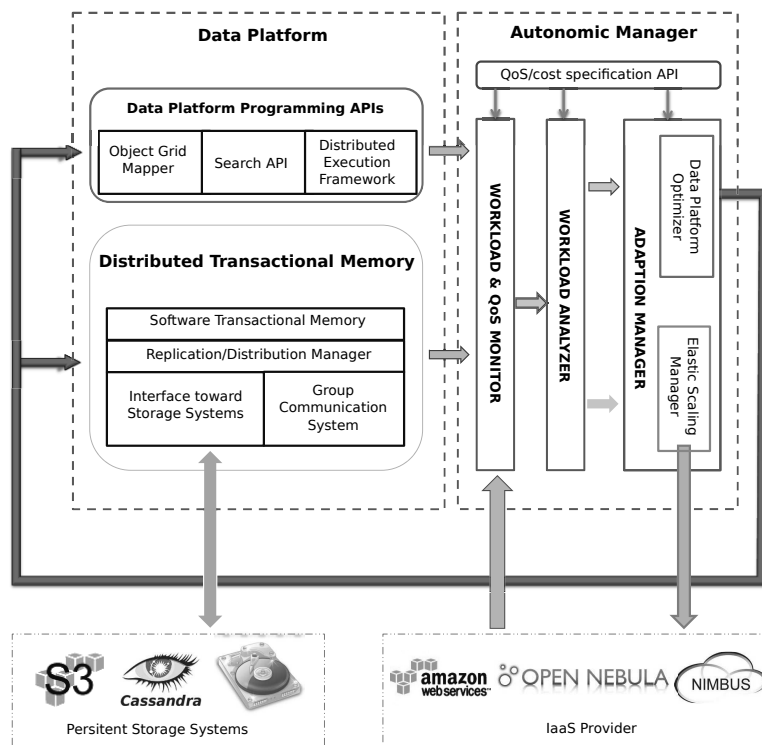 Data Platform
Autonomic Manager
QoS/cost specification API
Data Platform Programming APIs
Object Grid
Mapper
Search API
Distributed
Execution
Framework
Distributed Transactional Memory
Software Transactional Memory
Replication/Distribution Manager
Interface toward
Storage Systems
Group
Communication
System
WORKLOAD & QoS MONITOR
WORKLOAD ANALYZER
ADAPTION MANAGER
Data Platform
Optimizer
Elastic Scaling
Manager
S3
Cassandra
Persitent Storage Systems
amazon
webservices™
OPEN NEBULA
NIMBUS
IaaS Provider